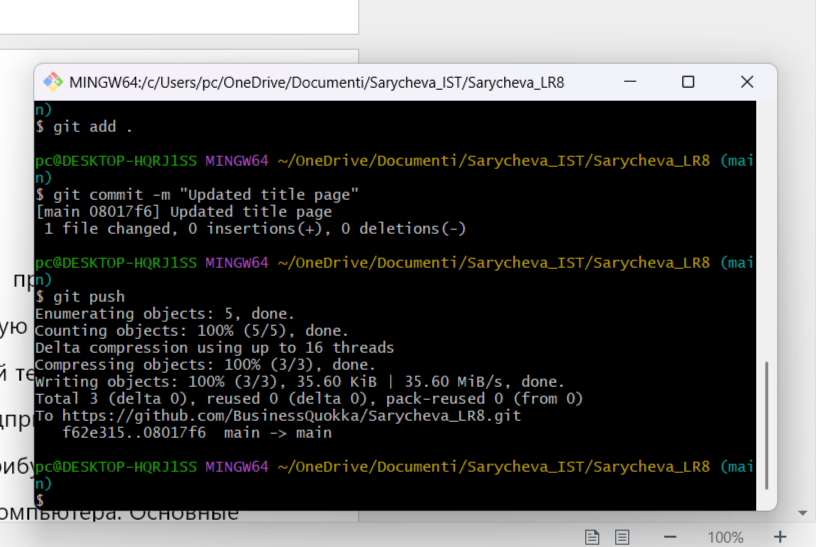 MINGW64:/c/Users/pc/OneDrive/Documenti/Sarycheva_IST/Sarycheva_LR8
n)
$ git add .
pc@DESKTOP-HQRJ1SS MINGW64 ~/OneDrive/Documenti/Sarycheva_IST/Sarycheva_LR8 (mai
n)
$ git commit -m "Updated title page"
[main 08017f6] Updated title page
1 file changed, 0 insertions(+), 0 deletions(-)
pc@DESKTOP-HQRJ1SS MINGW64 ~/OneDrive/Documenti/Sarycheva_IST/Sarycheva_LR8 (mai
n)
$ git push
Enumerating objects: 5, done.
Counting objects: 100% (5/5), done.
Delta compression using up to 16 threads
Compressing objects: 100% (3/3), done.
Writing objects: 100% (3/3), 35.60 KiB | 35.60 MiB/s, done.
Total 3 (delta 0), reused 0 (delta 0), pack-reused 0 (from 0)
To https://github.com/BusinessQuokka/Sarycheva_LR8.git
f62e315..08017f6 main -> main
pc@DESKTOP-HQRJ1SS MINGW64 ~/OneDrive/Documenti/Sarycheva_IST/Sarycheva_LR8 (mai
n)
$
Основные
100%